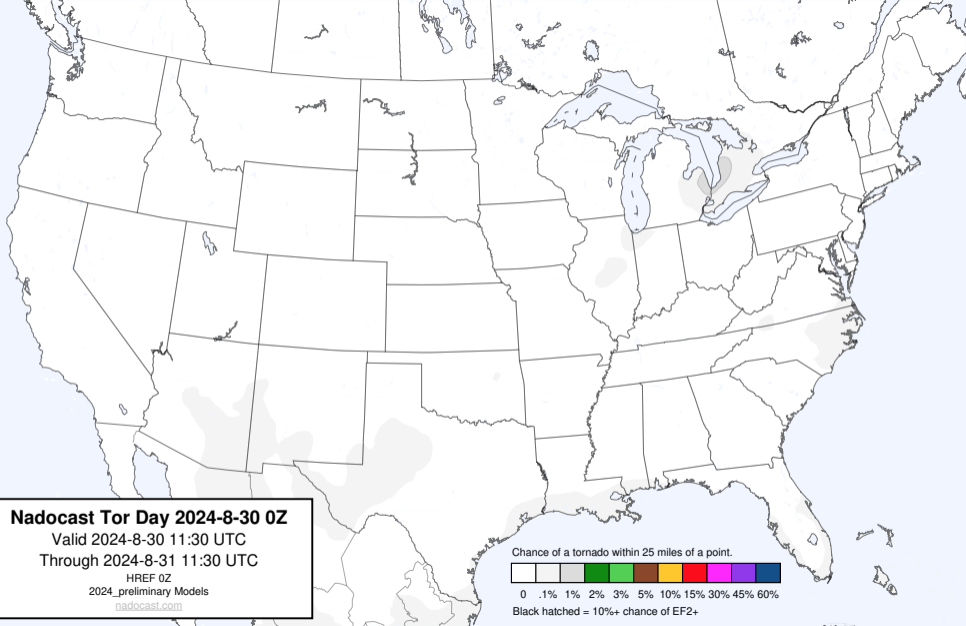 Nadocast Tor Day 2024-8-30 0Z
Valid 2024-8-30 11:30 UTC
Through 2024-8-31 11:30 UTC
HREF 0Z
2024_preliminary Models
nadocast.com
Chance of a tornado within 25 miles of a point.
0 .1% 1% 2% 3% 5% 10% 15% 30% 45% 60%
Black hatched = 10%+ chance of EF2+